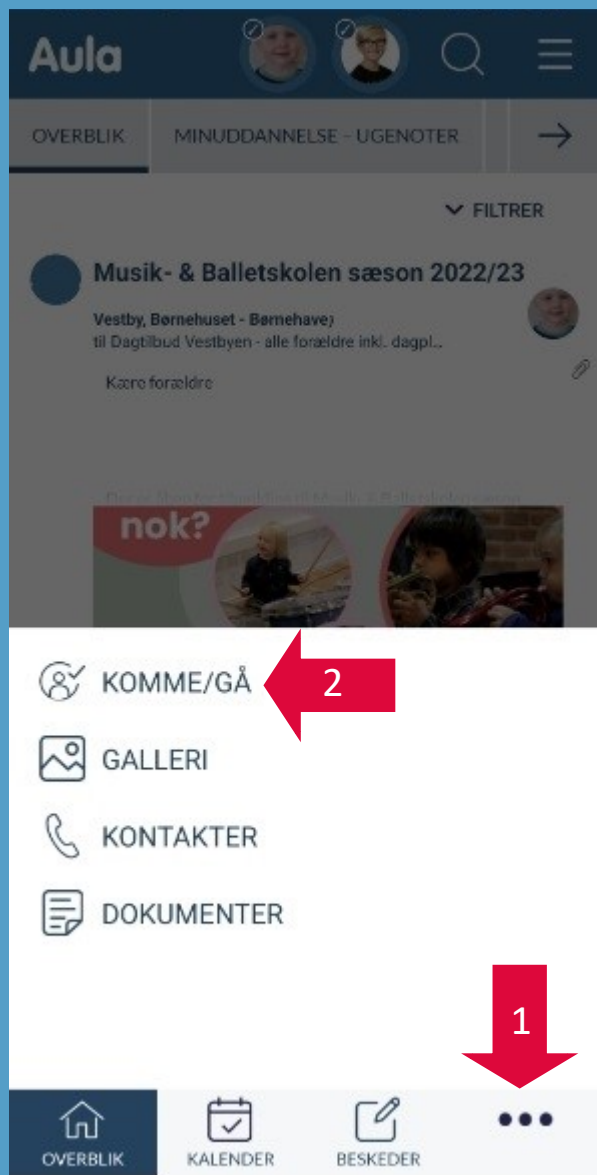 Aula
OVERBLIK MINUDDANNELSE - UGENOTER
FILTRER
Musik- & Balletskolen sæson 2022/23
Vestby, Børnehuset - Børnehave)
til Dagtilbud Vestbyen - alle forældre inkl. dagpl...
Kære forældre
nok?
KOMME/GÅ 2
GALLERI
KONTAKTER
DOKUMENTER
1
OVERBLIK KALENDER BESKEDER